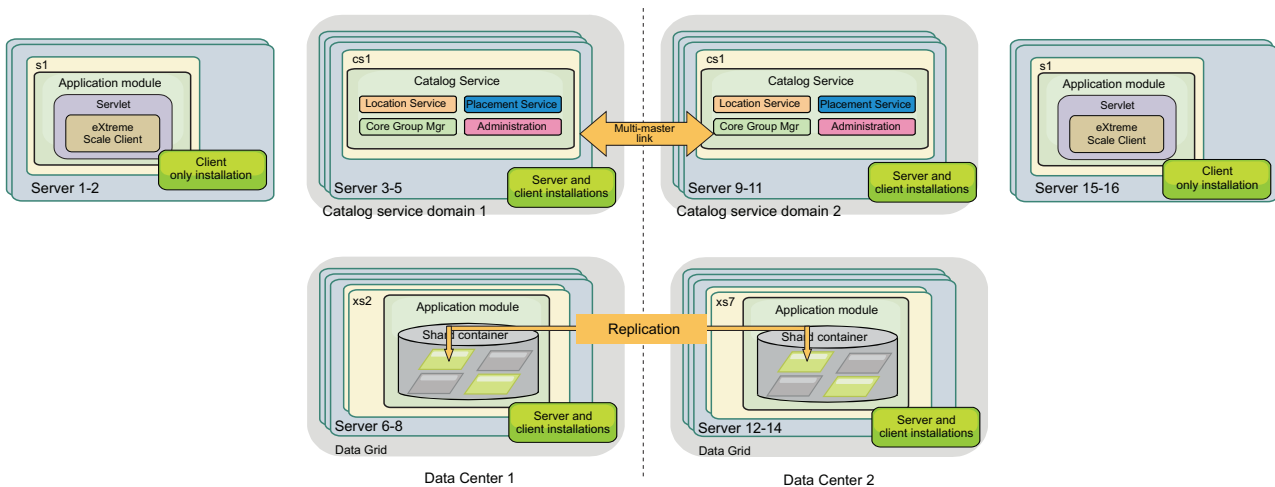 s1
Application module
Servlet
eXtreme
Scale Client
Client
only installation
Server 1-2
cs1
Catalog Service
Location Service
Placement Service
Core Group Mgr
Administration
Server 3-5
Server and
client installations
Catalog service domain 1
Multi-master
link
cs1
Catalog Service
Location Service
Placement Service
Core Group Mgr
Administration
Server 9-11
Server and
client installations
Catalog service domain 2
s1
Application module
Servlet
eXtreme
Scale Client
Client
only installation
Server 15-16
xs2
Application module
Shard container
Server 6-8
Server and
client installations
Data Grid
Replication
xs7
Application module
Shard container
Server 12-14
Server and
client installations
Data Grid
Data Center 1
Data Center 2